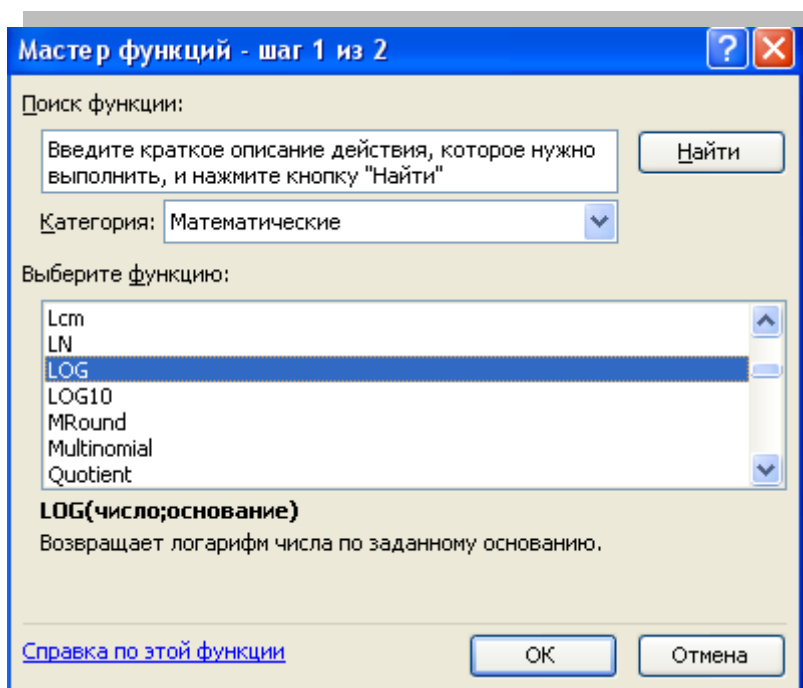 Мастер функций - шаг 1 из 2
Поиск функции:
Введите краткое описание действия, которое нужно
выполнить, и нажмите кнопку "Найти"
Найти
Категория:
Математические
Выберите функцию:
Lcm
LN
LOG
LOG10
MRound
Multinomial
Quotient
LOG(число;основание)
Возвращает логарифм числа по заданному основанию.
Справка по этой функции
ОК
Отмена